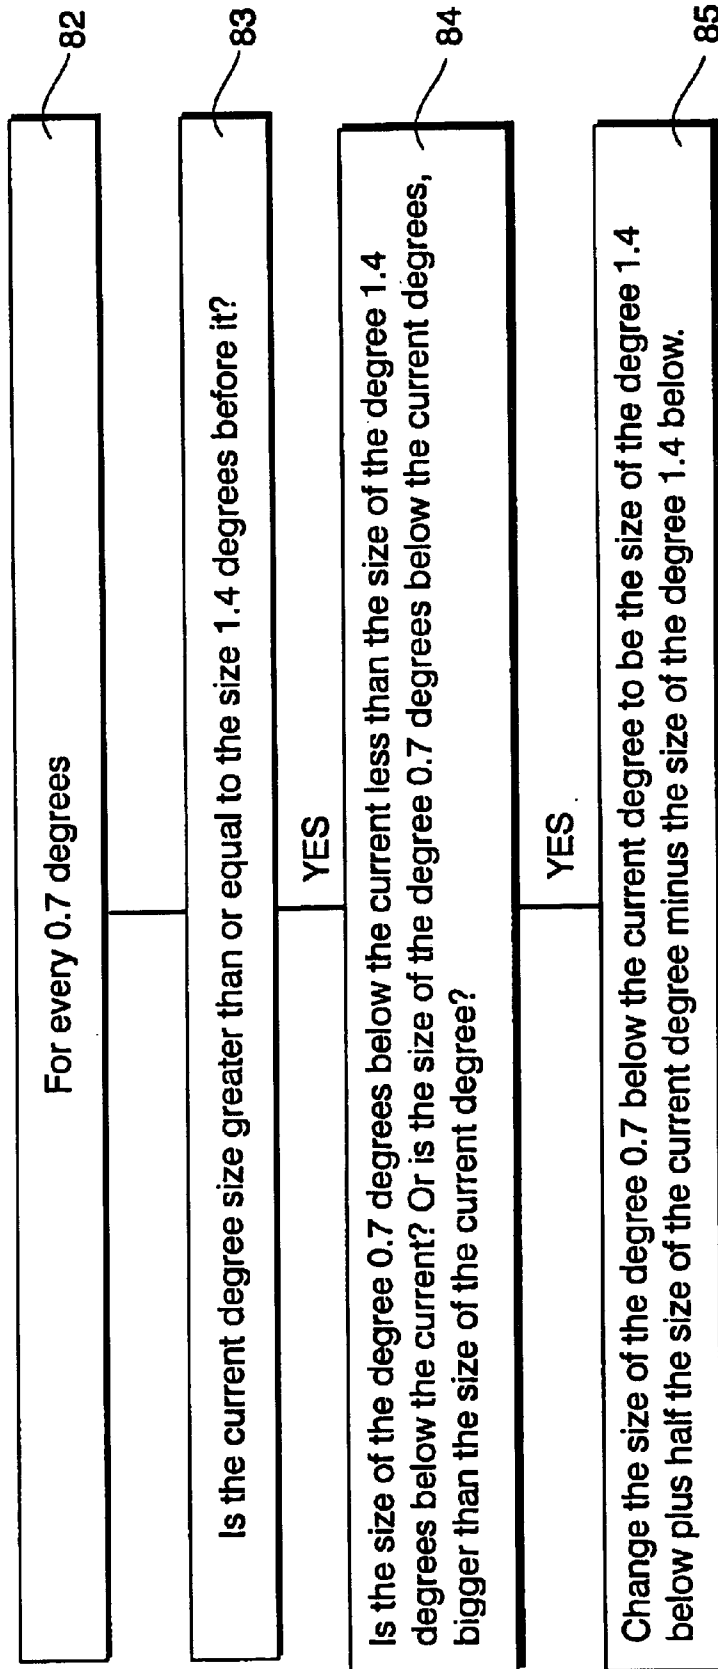 For every 0.7 degrees
82
Is the current degree size greater than or equal to the size 1.4 degrees before it?
83
YES
Is the size of the degree 0.7 degrees below the current less than the size of the degree 1.4
degrees below the current? Or is the size of the degree 0.7 degrees below the current degrees,
bigger than the size of the current degree?
84
YES
Change the size of the degree 0.7 below the current degree to be the size of the degree 1.4
below plus half the size of the current degree minus the size of the degree 1.4 below.
85